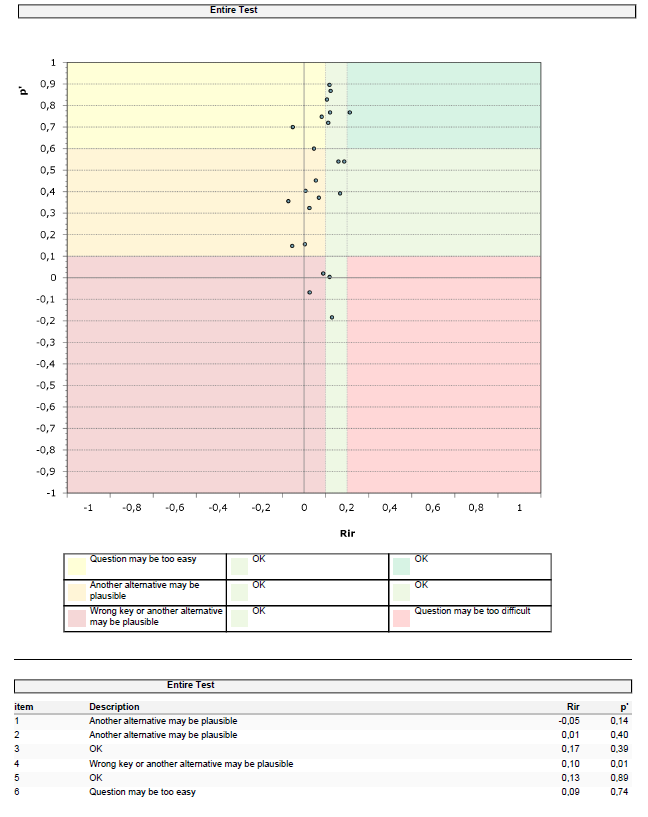 Entire Test
p'
1
0,9
0,8
0,7
0,6
0,5
0,4
0,3
0,2
0,1
0
-0,1
-0,2
-0,3
-0,4
-0,5
-0,6
-0,7
-0,8
-0,9
-1
-1 -0,8 -0,6 -0,4 -0,2 0 0,2 0,4 0,6 0,8 1
Rir
Question may be too easy OK OK
Another alternative may be plausible OK OK
Wrong key or another alternative may be plausible OK Question may be too difficult
Entire Test
item Description Rir p'
1 Another alternative may be plausible -0,05 0,14
2 Another alternative may be plausible 0,01 0,40
3 OK 0,17 0,39
4 Wrong key or another alternative may be plausible 0,10 0,01
5 OK 0,13 0,89
6 Question may be too easy 0,09 0,74